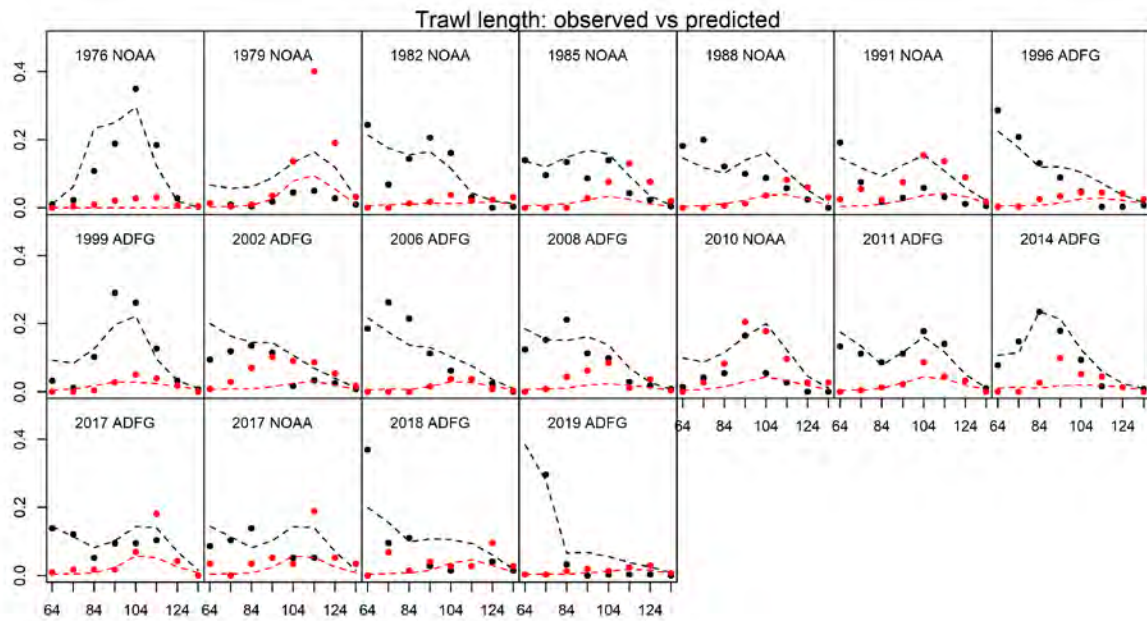 Trawl length: observed vs predicted
1976 NOAA 1979 NOAA 1982 NOAA 1985 NOAA 1988 NOAA 1991 NOAA 1996 ADFG
0.4
0.2
0.0
1999 ADFG 2002 ADFG 2006 ADFG 2008 ADFG 2010 NOAA 2011 ADFG 2014 ADFG
0.4
0.2
0.0
2017 ADFG 2017 NOAA 2018 ADFG 2019 ADFG
64 84 104 124 64 84 104 124 64 84 104 124
0.4
0.2
0.0
64 84 104 124 64 84 104 124 64 84 104 124 64 84 104 124